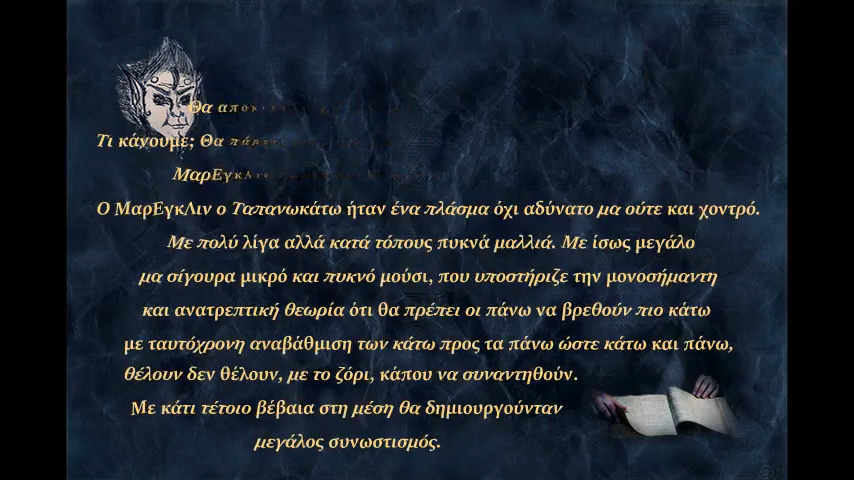 Θα αποκ
Τι κάνουμε; Θα πάρει
ΜαρΕγκΛιν
Ο ΜαρΕγκΛιν ο Ταπανωκάτω ήταν ένα πλάσμα όχι αδύνατο μα ούτε και χοντρό.
Με πολύ λίγα αλλά κατά τόπους πυκνά μαλλιά. Με ίσως μεγάλο
μα σίγουρα μικρό και πυκνό μούσι, που υποστήριζε την μονοσήμαντη
και ανατρεπτική θεωρία ότι θα πρέπει οι πάνω να βρεθούν πιο κάτω
με ταυτόχρονη αναβάθμιση των κάτω προς τα πάνω ώστε κάτω και πάνω,
θέλουν δεν θέλουν, με το ζόρι, κάπου να συναντηθούν.
Με κάτι τέτοιο βέβαια στη μέση θα δημιουργούνταν
μεγάλος συνωστισμός.